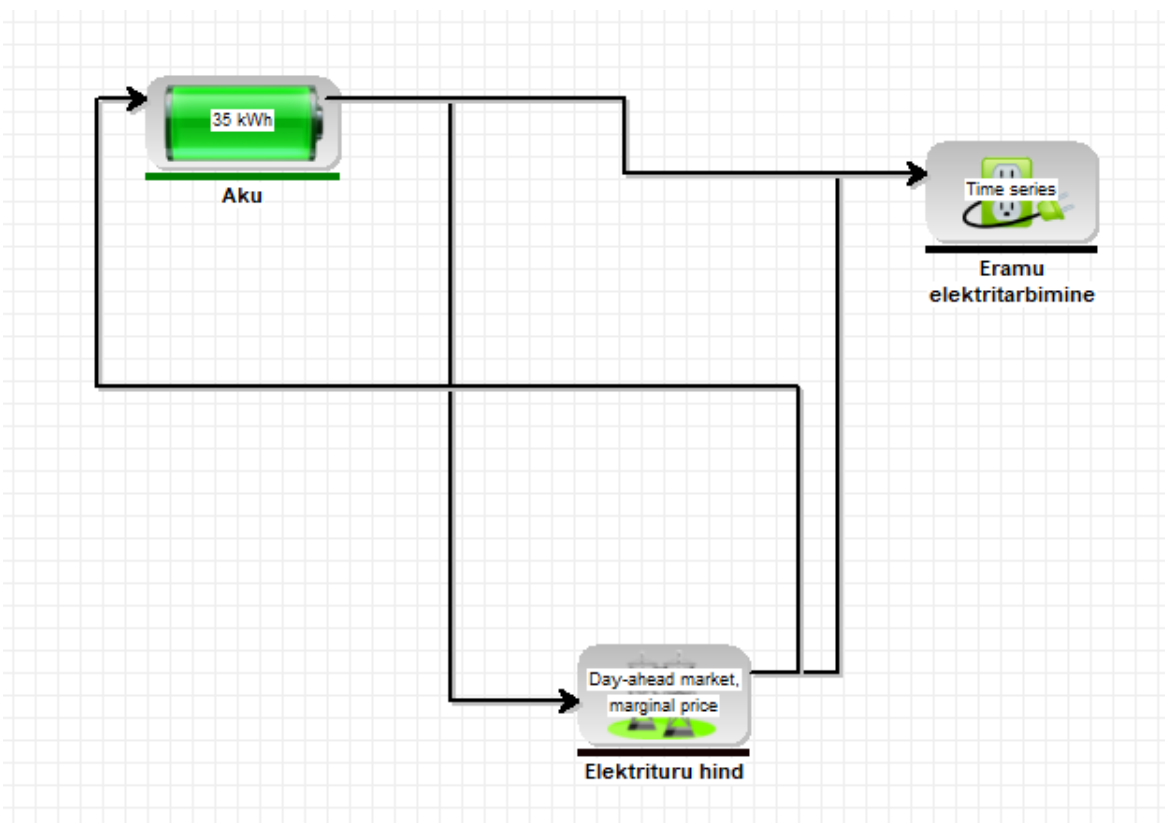 35 kWh
Aku
Time series
Eramu
elektritarbimine
Day-ahead market,
marginal price
Elektrituru hind